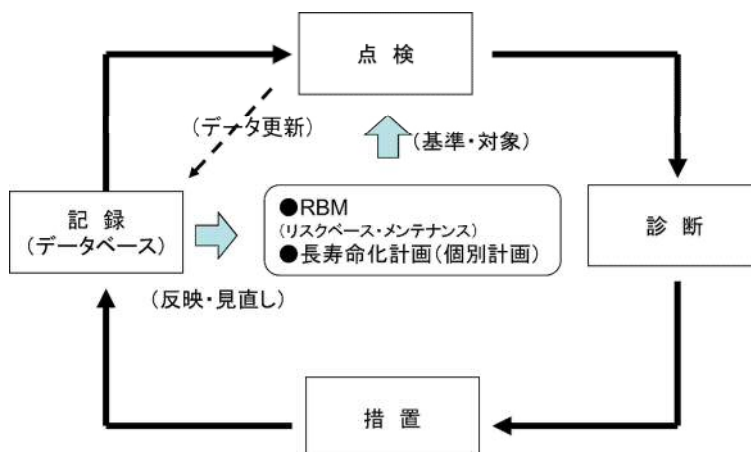 点 検
(データ更新)
(基準・対象)
記 録
(データベース)
●RBM
(リスクベース・メンテナンス)
●長寿命化計画(個別計画)
診 断
(反映・見直し)
措 置